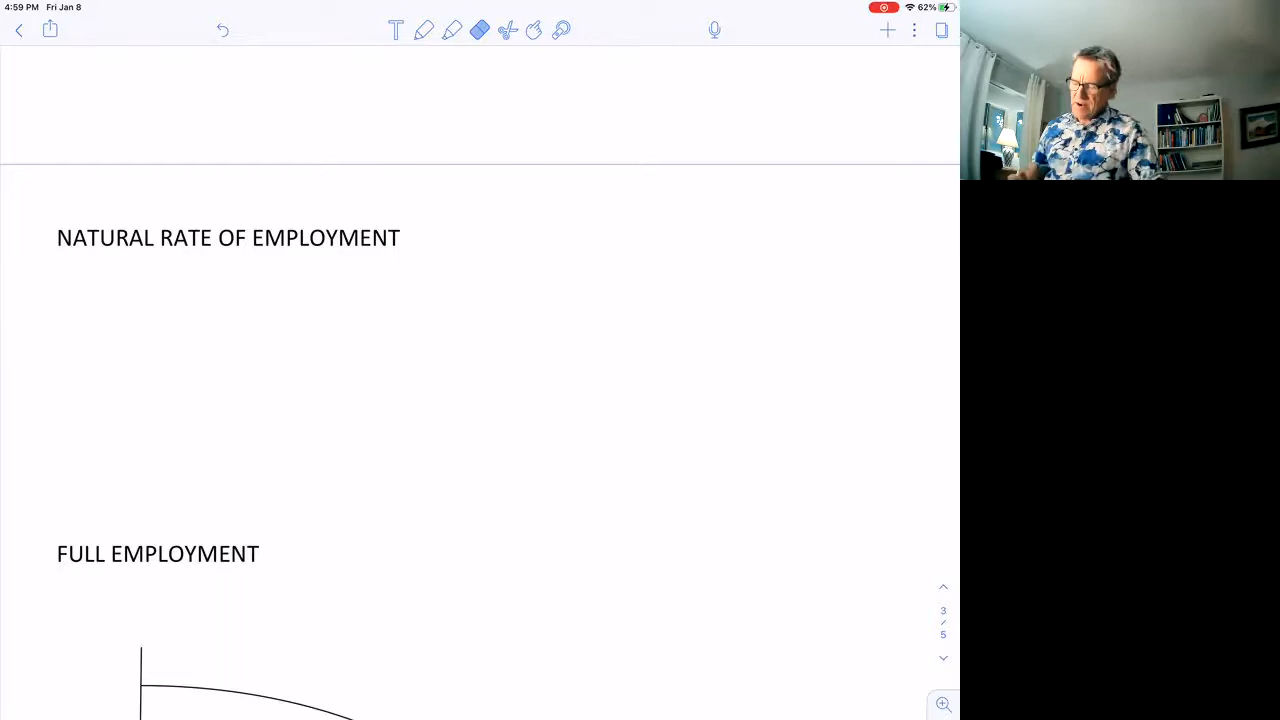 4:59 PM Fri Jan 8
62%
NATURAL RATE OF EMPLOYMENT
FULL EMPLOYMENT
3
/
5